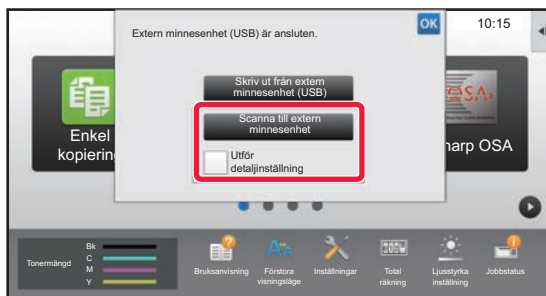 Extern minnesenhet (USB) är ansluten.
OK
10:15
Skriv ut från extern
minnesenhet (USB)
Scanna till extern
minnesenhet
Utför
detaljinställning
Enkel
kopiering
harp OSA
Tonermängd
Bk
C
M
Y
Bruksanvisning
Förstora
visningsläge
Inställningar
Total
räkning
Ljusstyrka
inställning
Jobbstatus